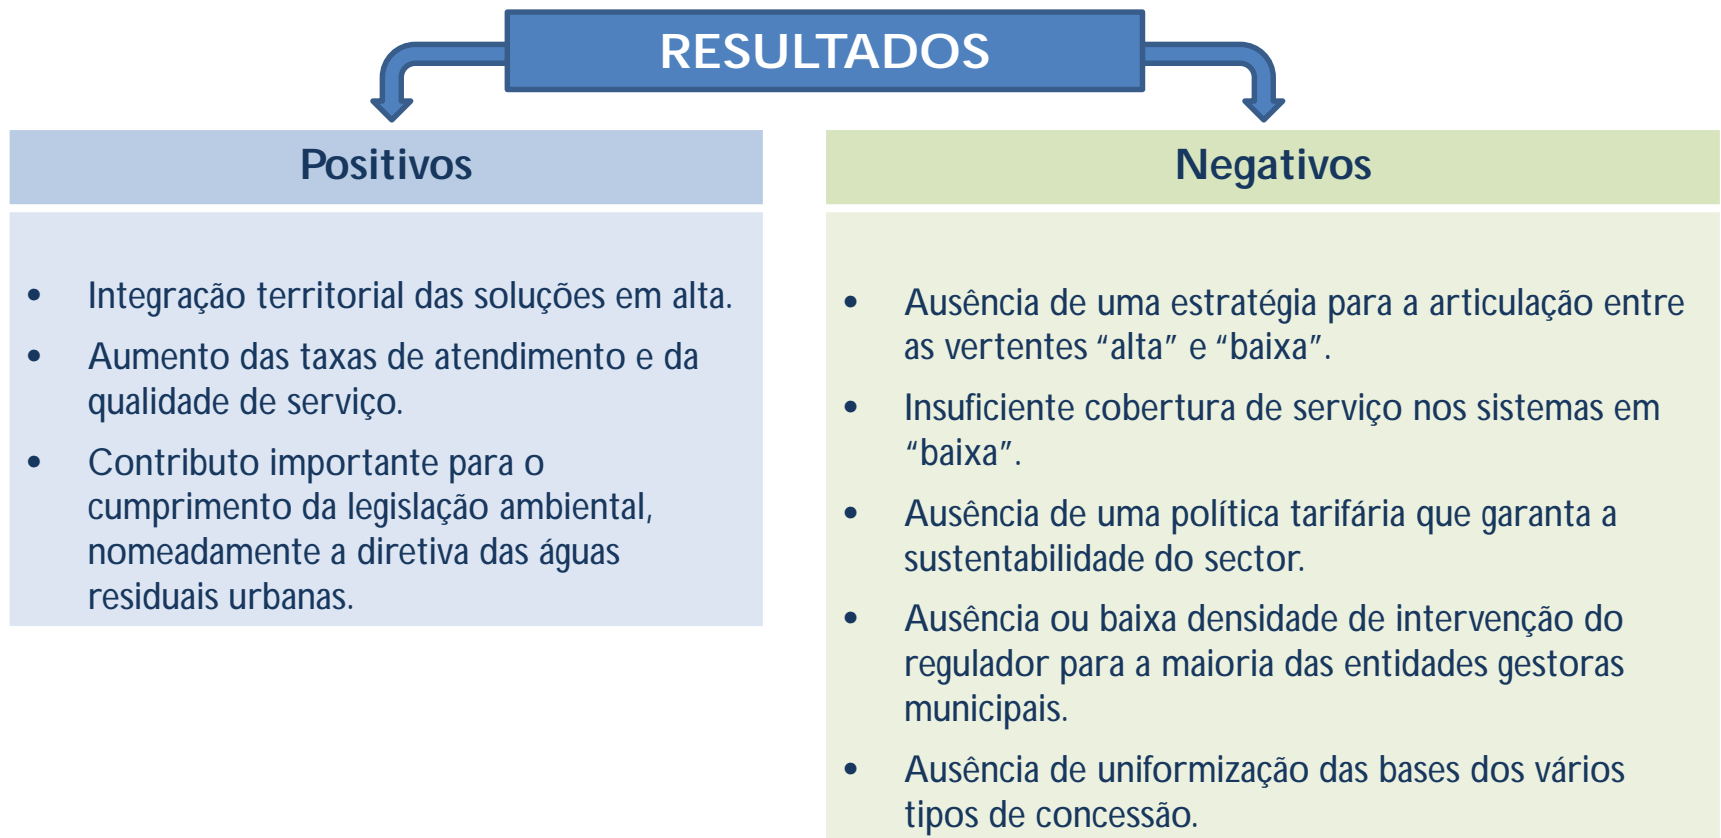 RESULTADOS
Positivos
• Integração territorial das soluções em alta.
• Aumento das taxas de atendimento e da
qualidade de serviço.
• Contributo importante para o
cumprimento da legislação ambiental,
nomeadamente a diretiva das águas
residuais urbanas.
Negativos
• Ausência de uma estratégia para a articulação entre
as vertentes “alta” e “baixa”.
• Insuficiente cobertura de serviço nos sistemas em
“baixa”.
• Ausência de uma política tarifária que garanta a
sustentabilidade do sector.
• Ausência ou baixa densidade de intervenção do
regulador para a maioria das entidades gestoras
municipais.
• Ausência de uniformização das bases dos vários
tipos de concessão.